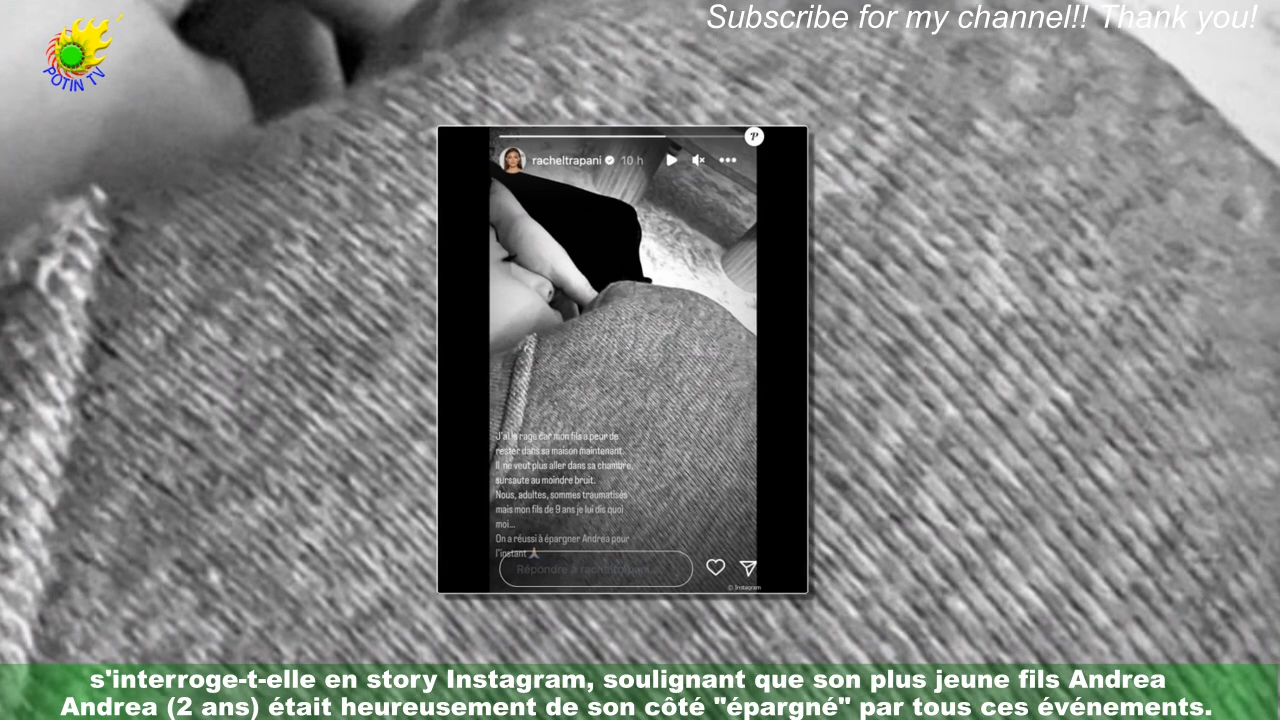 Subscribe for my channel!! Thank you!
POTIN TV
P
racheltrapani 10 h
J'ai la rage car mon fils a peur de
rester dans sa maison maintenant.
Il ne veut plus aller dans sa chambre,
sursaute au moindre bruit.
Nous, adultes, sommes traumatisés
mais mon fils de 9 ans je lui dis quoi
moi...
On a réussi à épargner Andrea pour
l'instant 🙏
Répondre à racheltrapani...
© Instagram
s'interroge-t-elle en story Instagram, soulignant que son plus jeune fils Andrea
Andrea (2 ans) était heureusement de son côté "épargné" par tous ces événements.